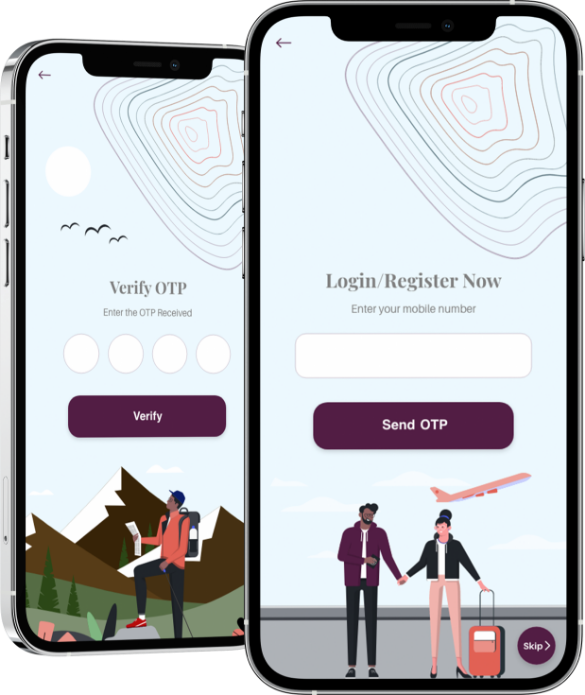 Verify OTP
Enter the OTP Received
Verify
Login/Register Now
Enter your mobile number
Send OTP
Skip